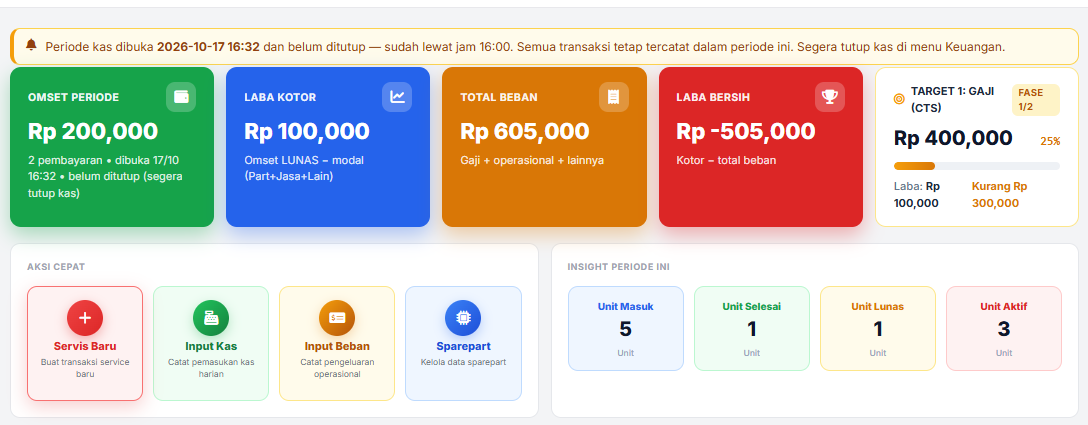 Periode kas dibuka 2026-10-17 16:32 dan belum ditutup — sudah lewat jam 16:00. Semua transaksi tetap tercatat dalam periode ini. Segera tutup kas di menu Keuangan.
OMSET PERIODE
Rp 200,000
2 pembayaran • dibuka 17/10
16:32 • belum ditutup (segera
tutup kas)
LABA KOTOR
Rp 100,000
Omset LUNAS − modal
(Part+Jasa+Lain)
TOTAL BEBAN
Rp 605,000
Gaji + operasional + lainnya
LABA BERSIH
Rp -505,000
Kotor − total beban
TARGET 1: GAJI
(CTS)
FASE
1/2
Rp 400,000
25%
Laba: Rp
100,000
Kurang Rp
300,000
AKSI CEPAT
Servis Baru
Buat transaksi service
baru
Input Kas
Catat pemasukan kas
harian
Input Beban
Catat pengeluaran
operasional
Sparepart
Kelola data sparepart
INSIGHT PERIODE INI
Unit Masuk
5
Unit
Unit Selesai
1
Unit
Unit Lunas
1
Unit
Unit Aktif
3
Unit